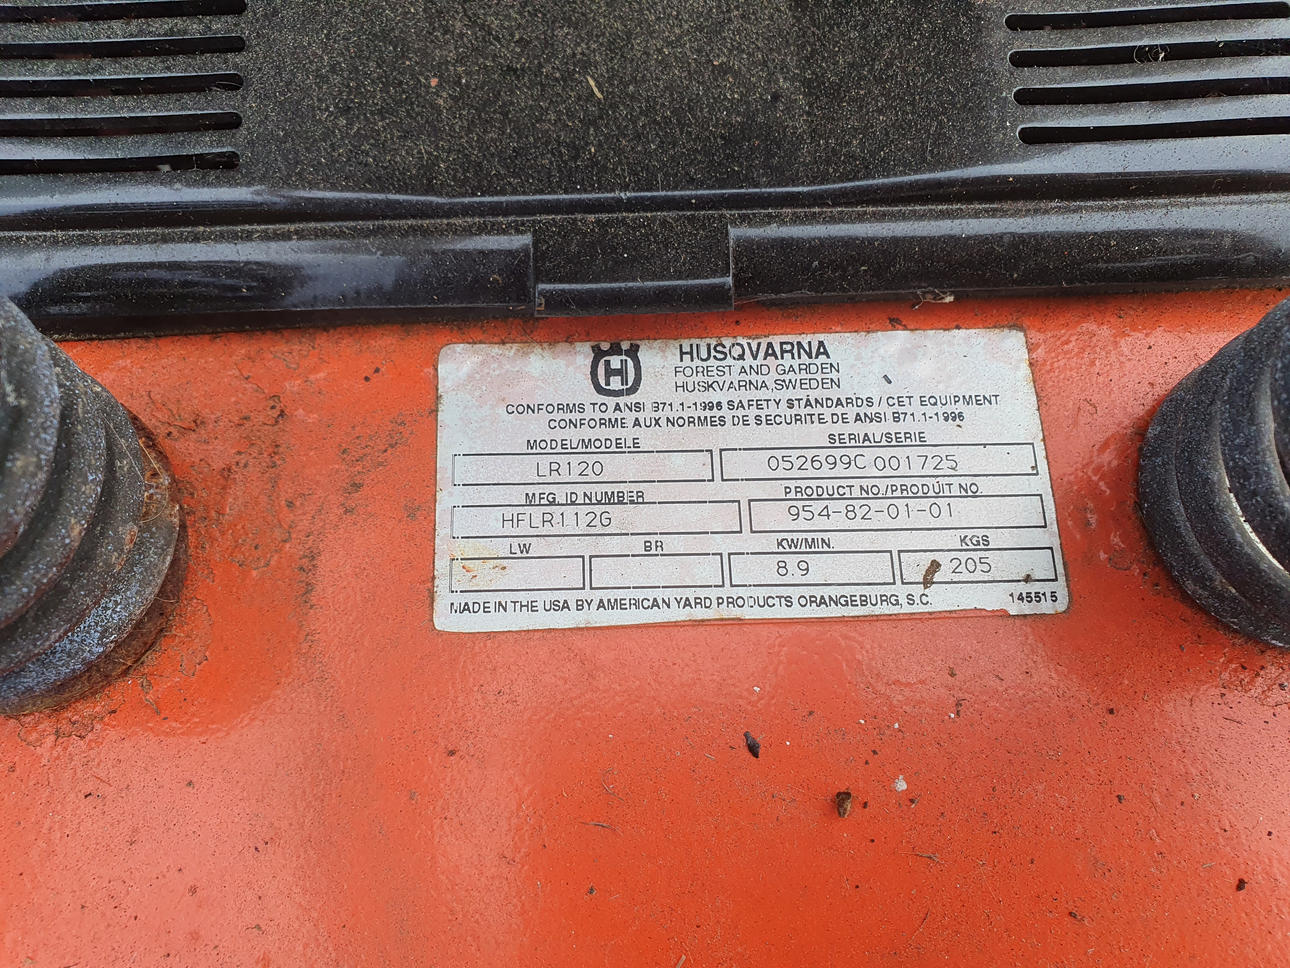 H
HUSQVARNA
FOREST AND GARDEN
HUSKVARNA, SWEDEN
CONFORMS TO ANSI B71.1-1996 SAFETY STANDARDS / CET EQUIPMENT
CONFORME AUX NORMES DE SECURITE DE ANSI B71.1-1996
MODEL/MODELE SERIAL/SERIE
LR120 052699C 001725
MFG. ID NUMBER PRODUCT NO./PRODUIT NO.
HFLR112G 954-82-01-01
LW BR KW/MIN. KGS
8.9 205
MADE IN THE USA BY AMERICAN YARD PRODUCTS ORANGEBURG, S.C. 145515